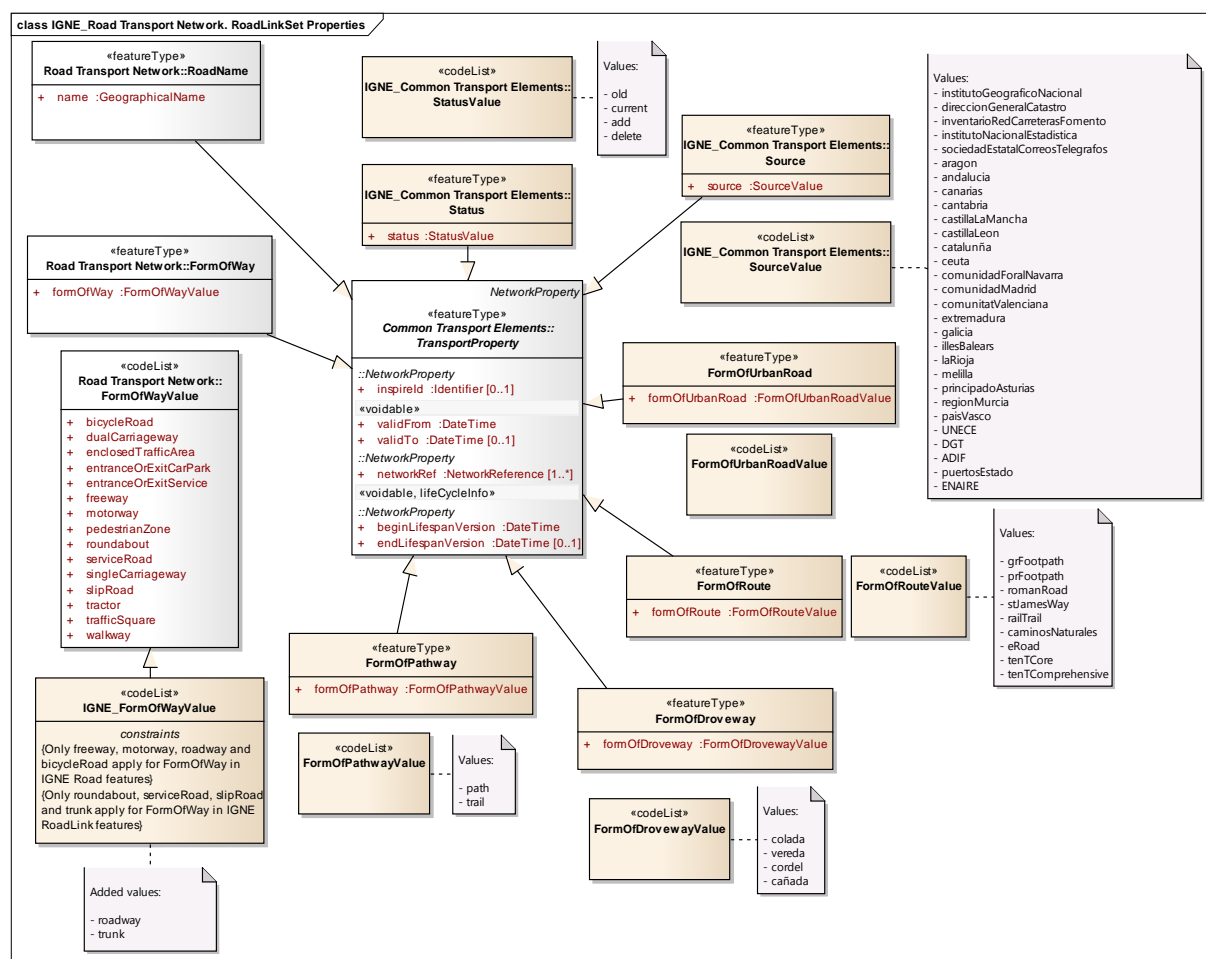 class IGNE_Road Transport Network. RoadLinkSet Properties
«featureType»
Road Transport Network::RoadName
+ name :GeographicalName
«codeList»
IGNE_Common Transport Elements::
StatusValue
Values:
- old
- current
- add
- delete
«featureType»
IGNE_Common Transport Elements::
Source
+ source :SourceValue
Values:
- institutoGeograficoNacional
- direccionGeneralCatastro
- inventarioRedCarreterasFomento
- institutoNacionalEstadistica
- sociedadEstatalCorreosTelegrafos
- aragon
- andalucia
- canarias
- cantabria
- castillaLaMancha
- castillaLeon
- catalunña
- ceuta
- comunidadForalNavarra
- comunidadMadrid
- comunitatValenciana
- extremadura
- galicia
- illesBalears
- laRioja
- melilla
- principadoAsturias
- regionMurcia
- paisVasco
- UNECE
- DGT
- ADIF
- puertosEstado
- ENAIRE
«featureType»
IGNE_Common Transport Elements::
Status
+ status :StatusValue
«codeList»
IGNE_Common Transport Elements::
SourceValue
«featureType»
Road Transport Network::FormOfWay
+ formOfWay :FormOfWayValue
NetworkProperty
«featureType»
Common Transport Elements::
TransportProperty
::NetworkProperty
+ inspireId :Identifier [0..1]
«voidable»
+ validFrom :DateTime
+ validTo :DateTime [0..1]
::NetworkProperty
+ networkRef :NetworkReference [1..*]
«voidable, lifeCycleInfo»
::NetworkProperty
+ beginLifespanVersion :DateTime
+ endLifespanVersion :DateTime [0..1]
«featureType»
FormOfUrbanRoad
+ formOfUrbanRoad :FormOfUrbanRoadValue
«codeList»
FormOfUrbanRoadValue
«codeList»
Road Transport Network::
FormOfWayValue
+ bicycleRoad
+ dualCarriageway
+ enclosedTrafficArea
+ entranceOrExitCarPark
+ entranceOrExitService
+ freeway
+ motorway
+ pedestrianZone
+ roundabout
+ serviceRoad
+ singleCarriageway
+ slipRoad
+ tractor
+ trafficSquare
+ walkway
«featureType»
FormOfRoute
+ formOfRoute :FormOfRouteValue
«codeList»
FormOfRouteValue
Values:
- grFootpath
- prFootpath
- romanRoad
- stJamesWay
- railTrail
- caminosNaturales
- eRoad
- tenTCore
- tenTComprehensive
«featureType»
FormOfPathway
+ formOfPathway :FormOfPathwayValue
«codeList»
IGNE_FormOfWayValue
constraints
{Only freeway, motorway, roadway and
bicycleRoad apply for FormOfWay in
IGNE Road features}
{Only roundabout, serviceRoad, slipRoad
and trunk apply for FormOfWay in IGNE
RoadLink features}
«featureType»
FormOfDroveway
+ formOfDroveway :FormOfDrovewayValue
«codeList»
FormOfPathwayValue
Values:
- path
- trail
«codeList»
FormOfDrovewayValue
Values:
- colada
- vereda
- cordel
- cañada
Added values:
- roadway
- trunk